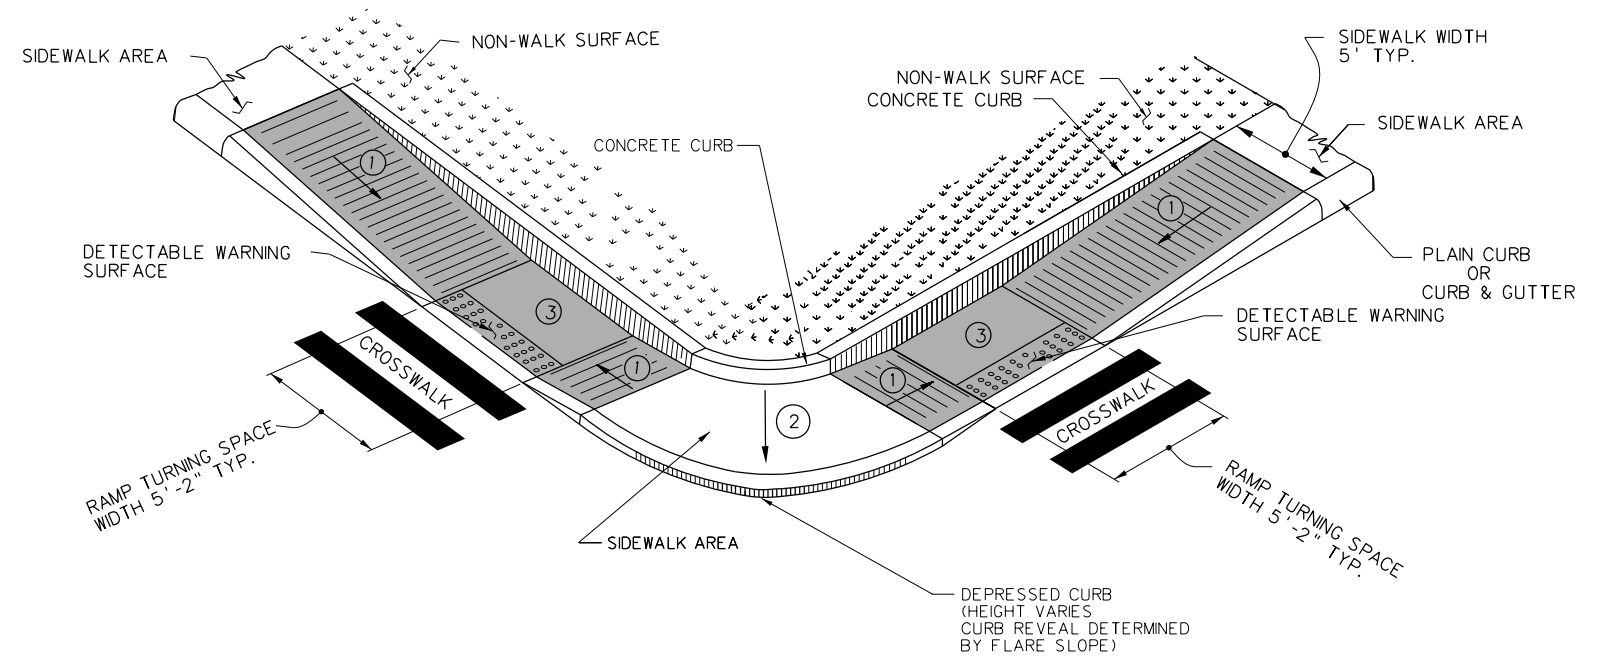 SIDEWALK AREA
NON-WALK SURFACE
SIDEWALK WIDTH
5' TYP.
NON-WALK SURFACE
CONCRETE CURB
SIDEWALK AREA
CONCRETE CURB
1
1
DETECTABLE WARNING
SURFACE
PLAIN CURB
OR
CURB & GUTTER
3
3
DETECTABLE WARNING
SURFACE
CROSSWALK
1
1
CROSSWALK
2
RAMP TURNING SPACE
WIDTH 5'-2" TYP.
RAMP TURNING SPACE
WIDTH 5'-2" TYP.
SIDEWALK AREA
DEPRESSED CURB
(HEIGHT VARIES
CURB REVEAL DETERMINED
BY FLARE SLOPE)